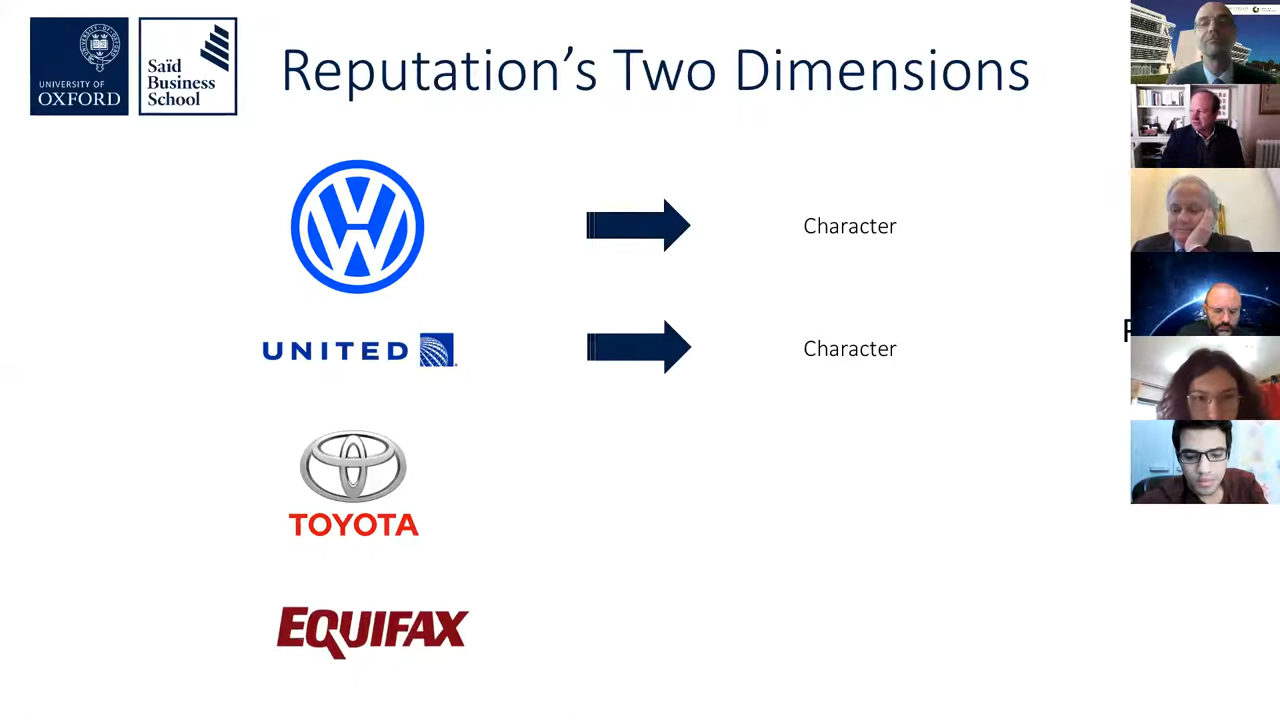 UNIVERSITY OF
OXFORD
Saïd
Business
School
Reputation's Two Dimensions
Character
UNITED
Character
TOYOTA
EQUIFAX